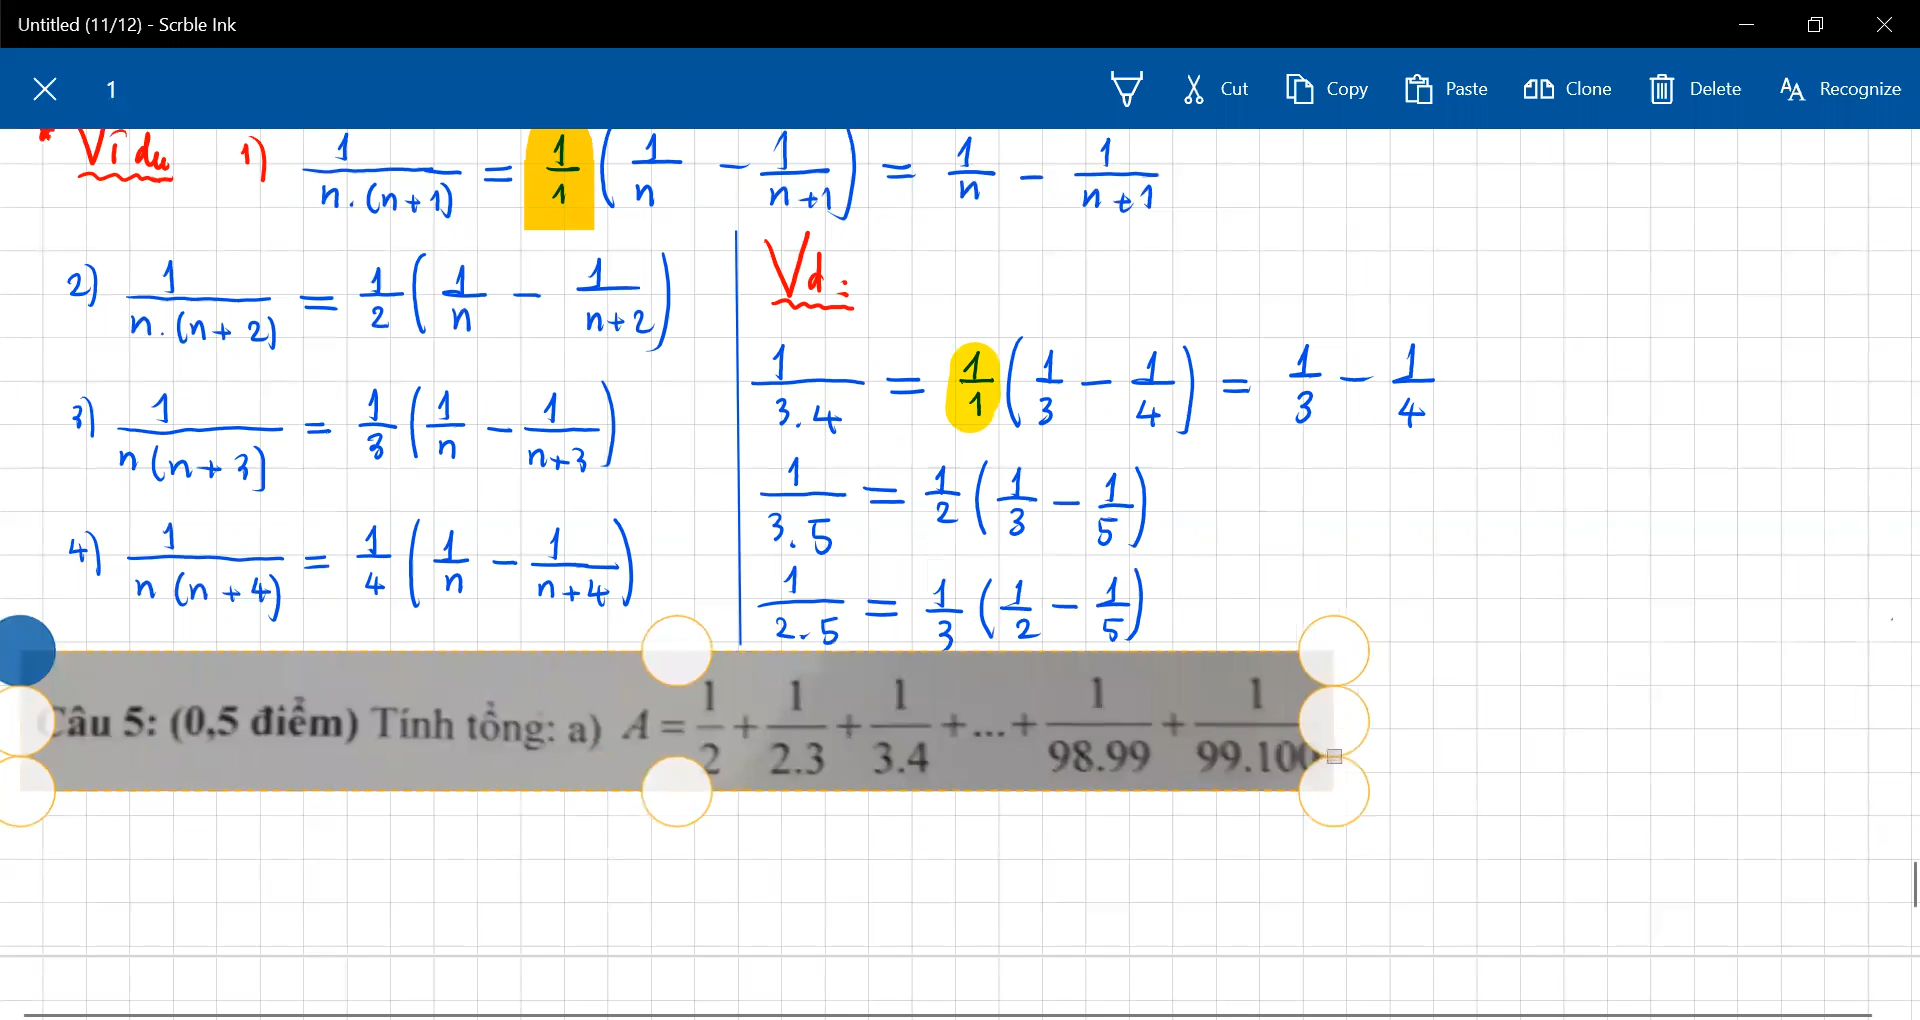 Untitled (11/12) - Scrble Ink
1 Cut Copy Paste Clone Delete Recognize
* Ví dụ 1) 1/(n.(n+1)) = 1/1 (1/n - 1/(n+1)) = 1/n - 1/(n+1)
2) 1/(n.(n+2)) = 1/2 (1/n - 1/(n+2))
3) 1/(n(n+3)) = 1/3 (1/n - 1/(n+3))
4) 1/(n(n+4)) = 1/4 (1/n - 1/(n+4))
Vd:
1/(3.4) = 1/1 (1/3 - 1/4) = 1/3 - 1/4
1/(3.5) = 1/2 (1/3 - 1/5)
1/(2.5) = 1/3 (1/2 - 1/5)
Câu 5: (0,5 điểm) Tính tổng: a) A = 1/2 + 1/2.3 + 1/3.4 + ... + 1/98.99 + 1/99.100